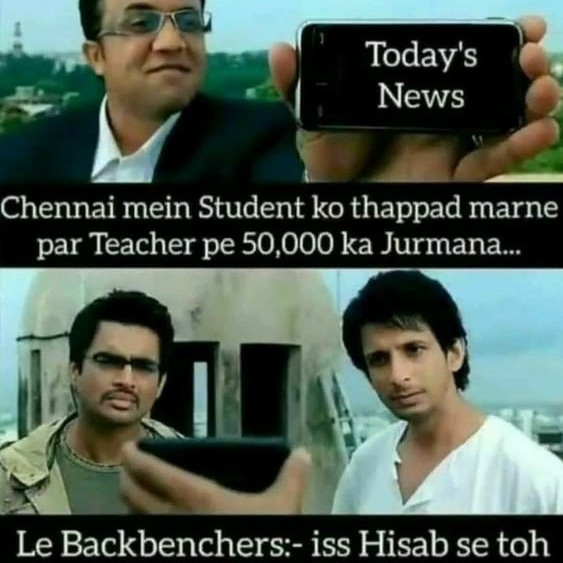 Today's
News
Chennai mein Student ko thappad marne
par Teacher pe 50,000 ka Jurmana...
Le Backbenchers:- iss Hisab se toh